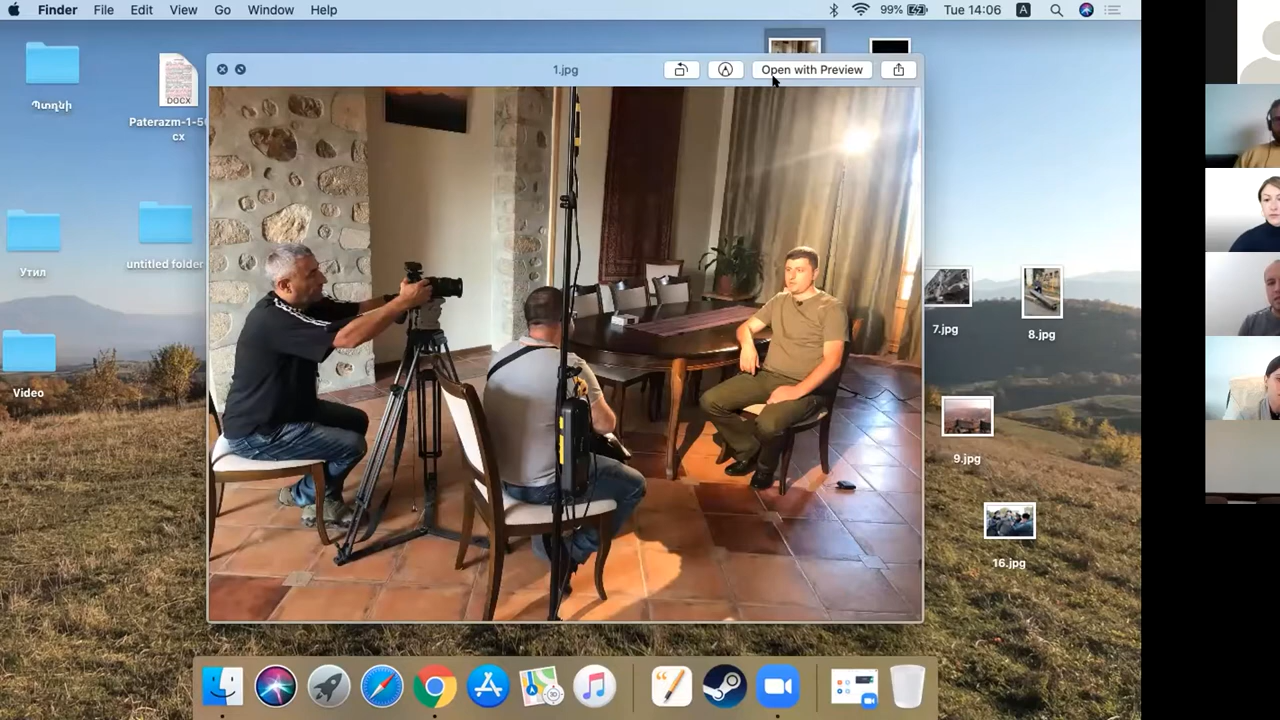 Finder File Edit View Go Window Help 99% Tue 14:06 A
1.jpg Open with Preview
Պտղնի
DOCX
Paterazm-1-5
cx
Утил
untitled folder
7.jpg
8.jpg
Video
9.jpg
16.jpg